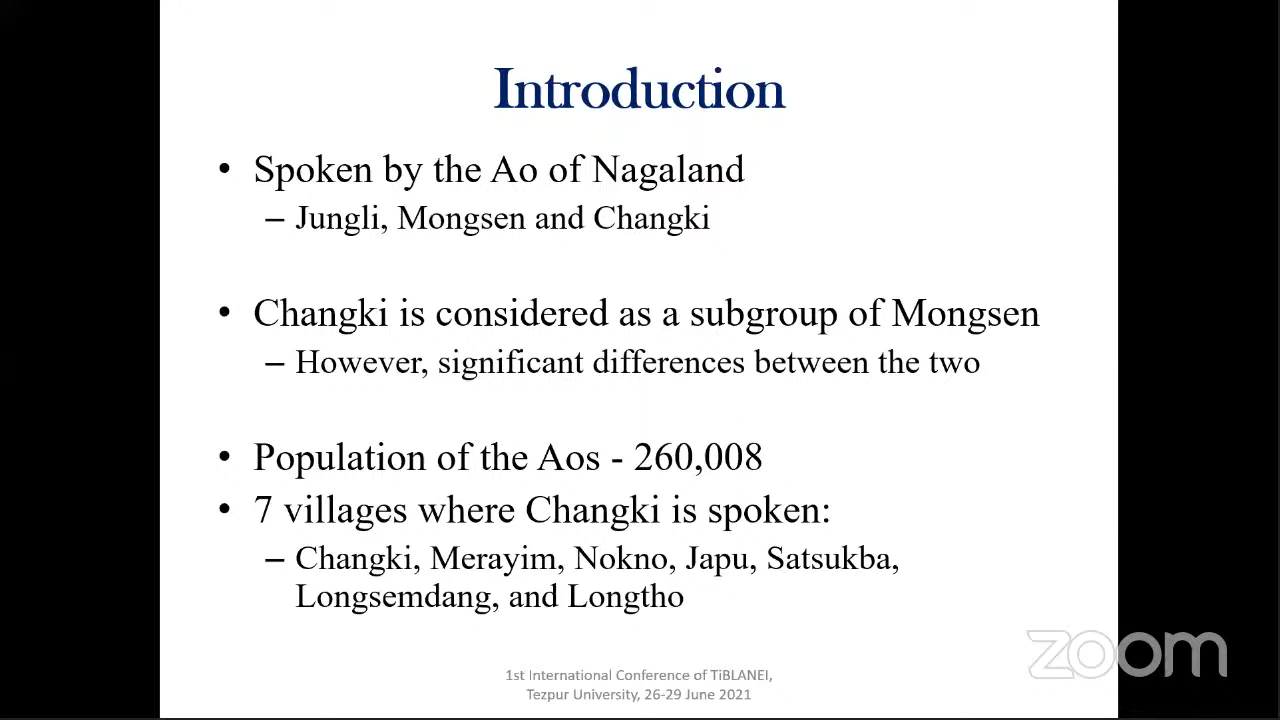 Introduction
• Spoken by the Ao of Nagaland
– Jungli, Mongsen and Changki
• Changki is considered as a subgroup of Mongsen
– However, significant differences between the two
• Population of the Aos - 260,008
• 7 villages where Changki is spoken:
– Changki, Merayim, Nokno, Japu, Satsukba,
Longsemdang, and Longtho
1st International Conference of TiBLANEI,
Tezpur University, 26-29 June 2021
zoom